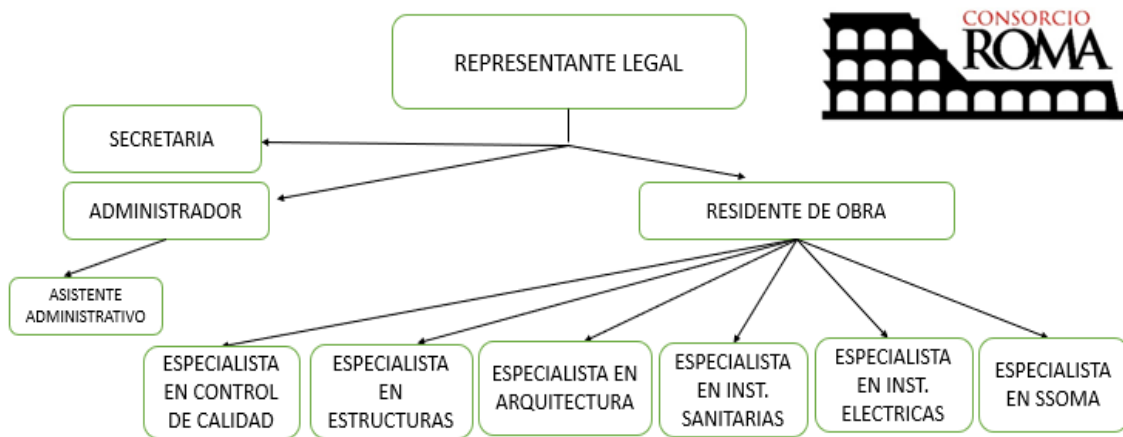 CONSORCIO
ROMA
REPRESENTANTE LEGAL
SECRETARIA
ADMINISTRADOR
RESIDENTE DE OBRA
ASISTENTE
ADMINISTRATIVO
ESPECIALISTA
EN CONTROL
DE CALIDAD
ESPECIALISTA
EN
ESTRUCTURAS
ESPECIALISTA EN
ARQUITECTURA
ESPECIALISTA
EN INST.
SANITARIAS
ESPECIALISTA
EN INST.
ELECTRICAS
ESPECIALISTA
EN SSOMA